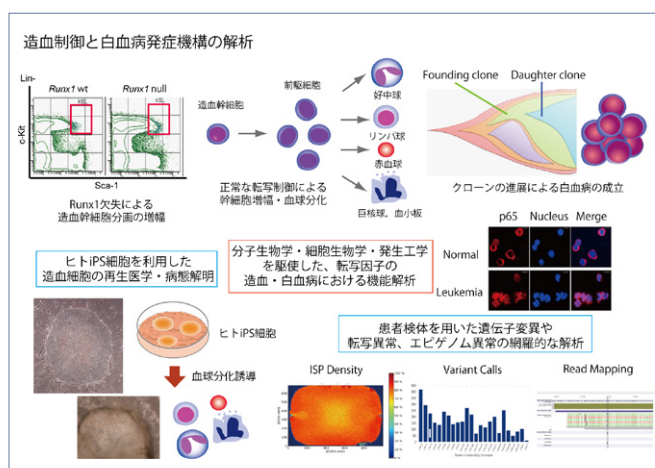 造血制御と白血病発症機構の解析
Lin-
Runx1 wt
Runx1 null
KSL
KSL
c-Kit
Sca-1
Runx1欠失による
造血幹細胞分画の増幅
造血幹細胞
前駆細胞
好中球
リンパ球
赤血球
巨核球，血小板
正常な転写制御による
幹細胞増幅・血球分化
Founding clone
Daughter clone
クローンの進展による白血病の成立
p65
Nucleus
Merge
Normal
Leukemia
ヒトiPS細胞を利用した
造血細胞の再生医学・病態解明
分子生物学・細胞生物学・発生工学
を駆使した、転写因子の
造血・白血病における機能解析
ヒトiPS細胞
血球分化誘導
患者検体を用いた遺伝子変異や
転写異常、エピゲノム異常の網羅的な解析
ISP Density
Variant Calls
Read Mapping